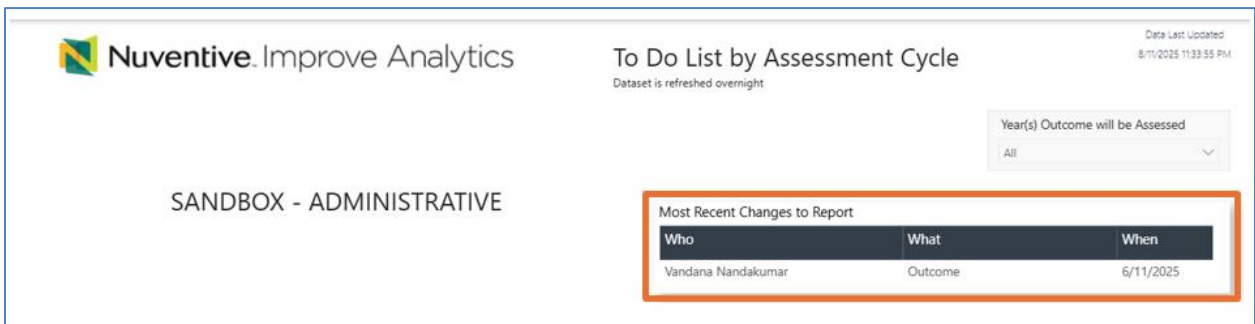 Nuventive. Improve Analytics
To Do List by Assessment Cycle
Dataset is refreshed overnight
Data Last Updated
8/11/2025 11:33:55 PM
Year(s) Outcome will be Assessed
All
SANDBOX - ADMINISTRATIVE
Most Recent Changes to Report
Who What When
Vandana Nandakumar Outcome 6/11/2025